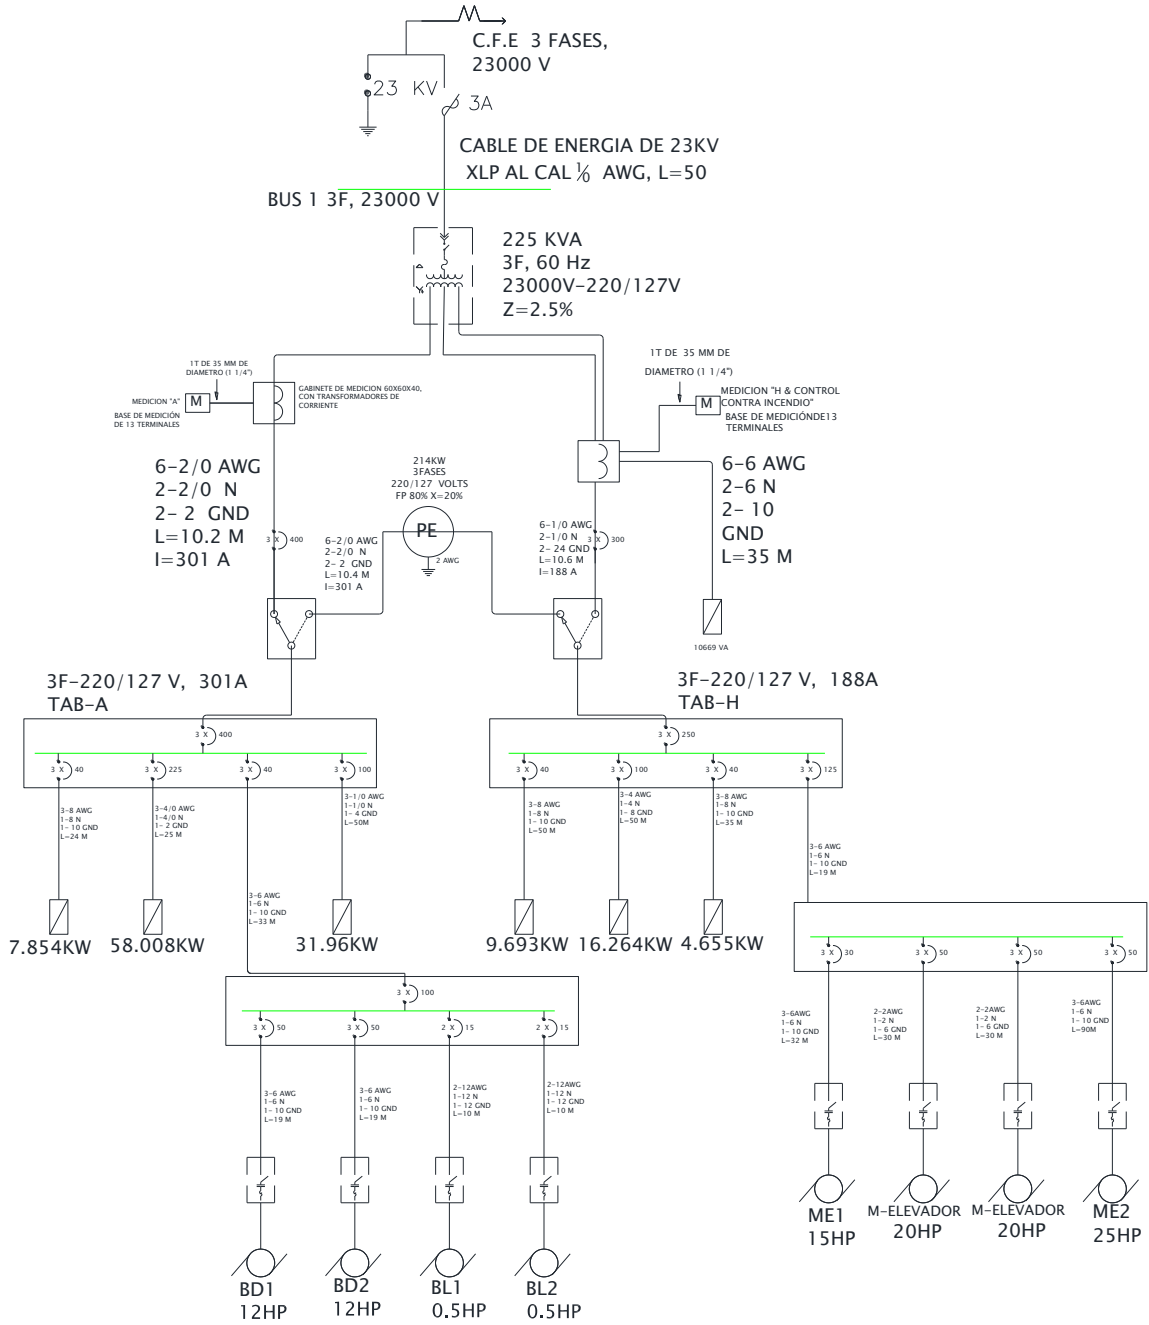 C.F.E 3 FASES,
23000 V
23 KV
3A
CABLE DE ENERGIA DE 23KV
XLP AL CAL 1/0 AWG, L=50
BUS 1 3F, 23000 V
225 KVA
3F, 60 Hz
23000V-220/127V
Z=2.5%
1T DE 35 MM DE
DIAMETRO (1 1/4")
MEDICION "A"
M
BASE DE MEDICIÓN
DE 13 TERMINALES
GABINETE DE MEDICION 60X60X40,
CON TRANSFORMADORES DE
CORRIENTE
1T DE 35 MM DE
DIAMETRO (1 1/4")
M
MEDICION "H & CONTROL
CONTRA INCENDIO"
BASE DE MEDICIÓNDE13
TERMINALES
6-2/0 AWG
2-2/0 N
2- 2 GND
L=10.2 M
I=301 A
3 X 400
6-2/0 AWG
2-2/0 N
2- 2 GND
L=10.4 M
I=301 A
214KW
3FASES
220/127 VOLTS
FP 80% X=20%
PE
2 AWG
6-1/0 AWG
2-1/0 N
2- 24 GND
L=10.6 M
I=188 A
3 X 300
6-6 AWG
2-6 N
2- 10
GND
L=35 M
10669 VA
3F-220/127 V, 301A
TAB-A
3 X 400
3 X 40
3 X 225
3 X 40
3 X 100
3-8 AWG
1-8 N
1- 10 GND
L=24 M
3-4/0 AWG
1-4/0 N
1- 2 GND
L=25 M
3-6 AWG
1-6 N
1- 10 GND
L=33 M
3-1/0 AWG
1-1/0 N
1- 4 GND
L=50M
7.854KW
58.008KW
31.96KW
3F-220/127 V, 188A
TAB-H
3 X 250
3 X 40
3 X 100
3 X 40
3 X 125
3-8 AWG
1-8 N
1- 10 GND
L=50 M
3-4 AWG
1-4 N
1- 8 GND
L=50 M
3-8 AWG
1-8 N
1- 10 GND
L=35 M
3-6 AWG
1-6 N
1- 10 GND
L=19 M
9.693KW
16.264KW
4.655KW
3 X 100
3 X 50
3 X 50
2 X 15
2 X 15
3-6 AWG
1-6 N
1- 10 GND
L=19 M
3-6 AWG
1-6 N
1- 10 GND
L=19 M
2-12AWG
1-12 N
1- 12 GND
L=10 M
2-12AWG
1-12 N
1- 12 GND
L=10 M
BD1
12HP
BD2
12HP
BL1
0.5HP
BL2
0.5HP
3 X 30
3 X 50
3 X 50
3 X 50
3-6AWG
1-6 N
1- 10 GND
L=32 M
2-2AWG
1-2 N
1- 6 GND
L=30 M
2-2AWG
1-2 N
1- 6 GND
L=30 M
3-6AWG
1-6 N
1- 10 GND
L=90M
ME1
15HP
M-ELEVADOR
20HP
M-ELEVADOR
20HP
ME2
25HP